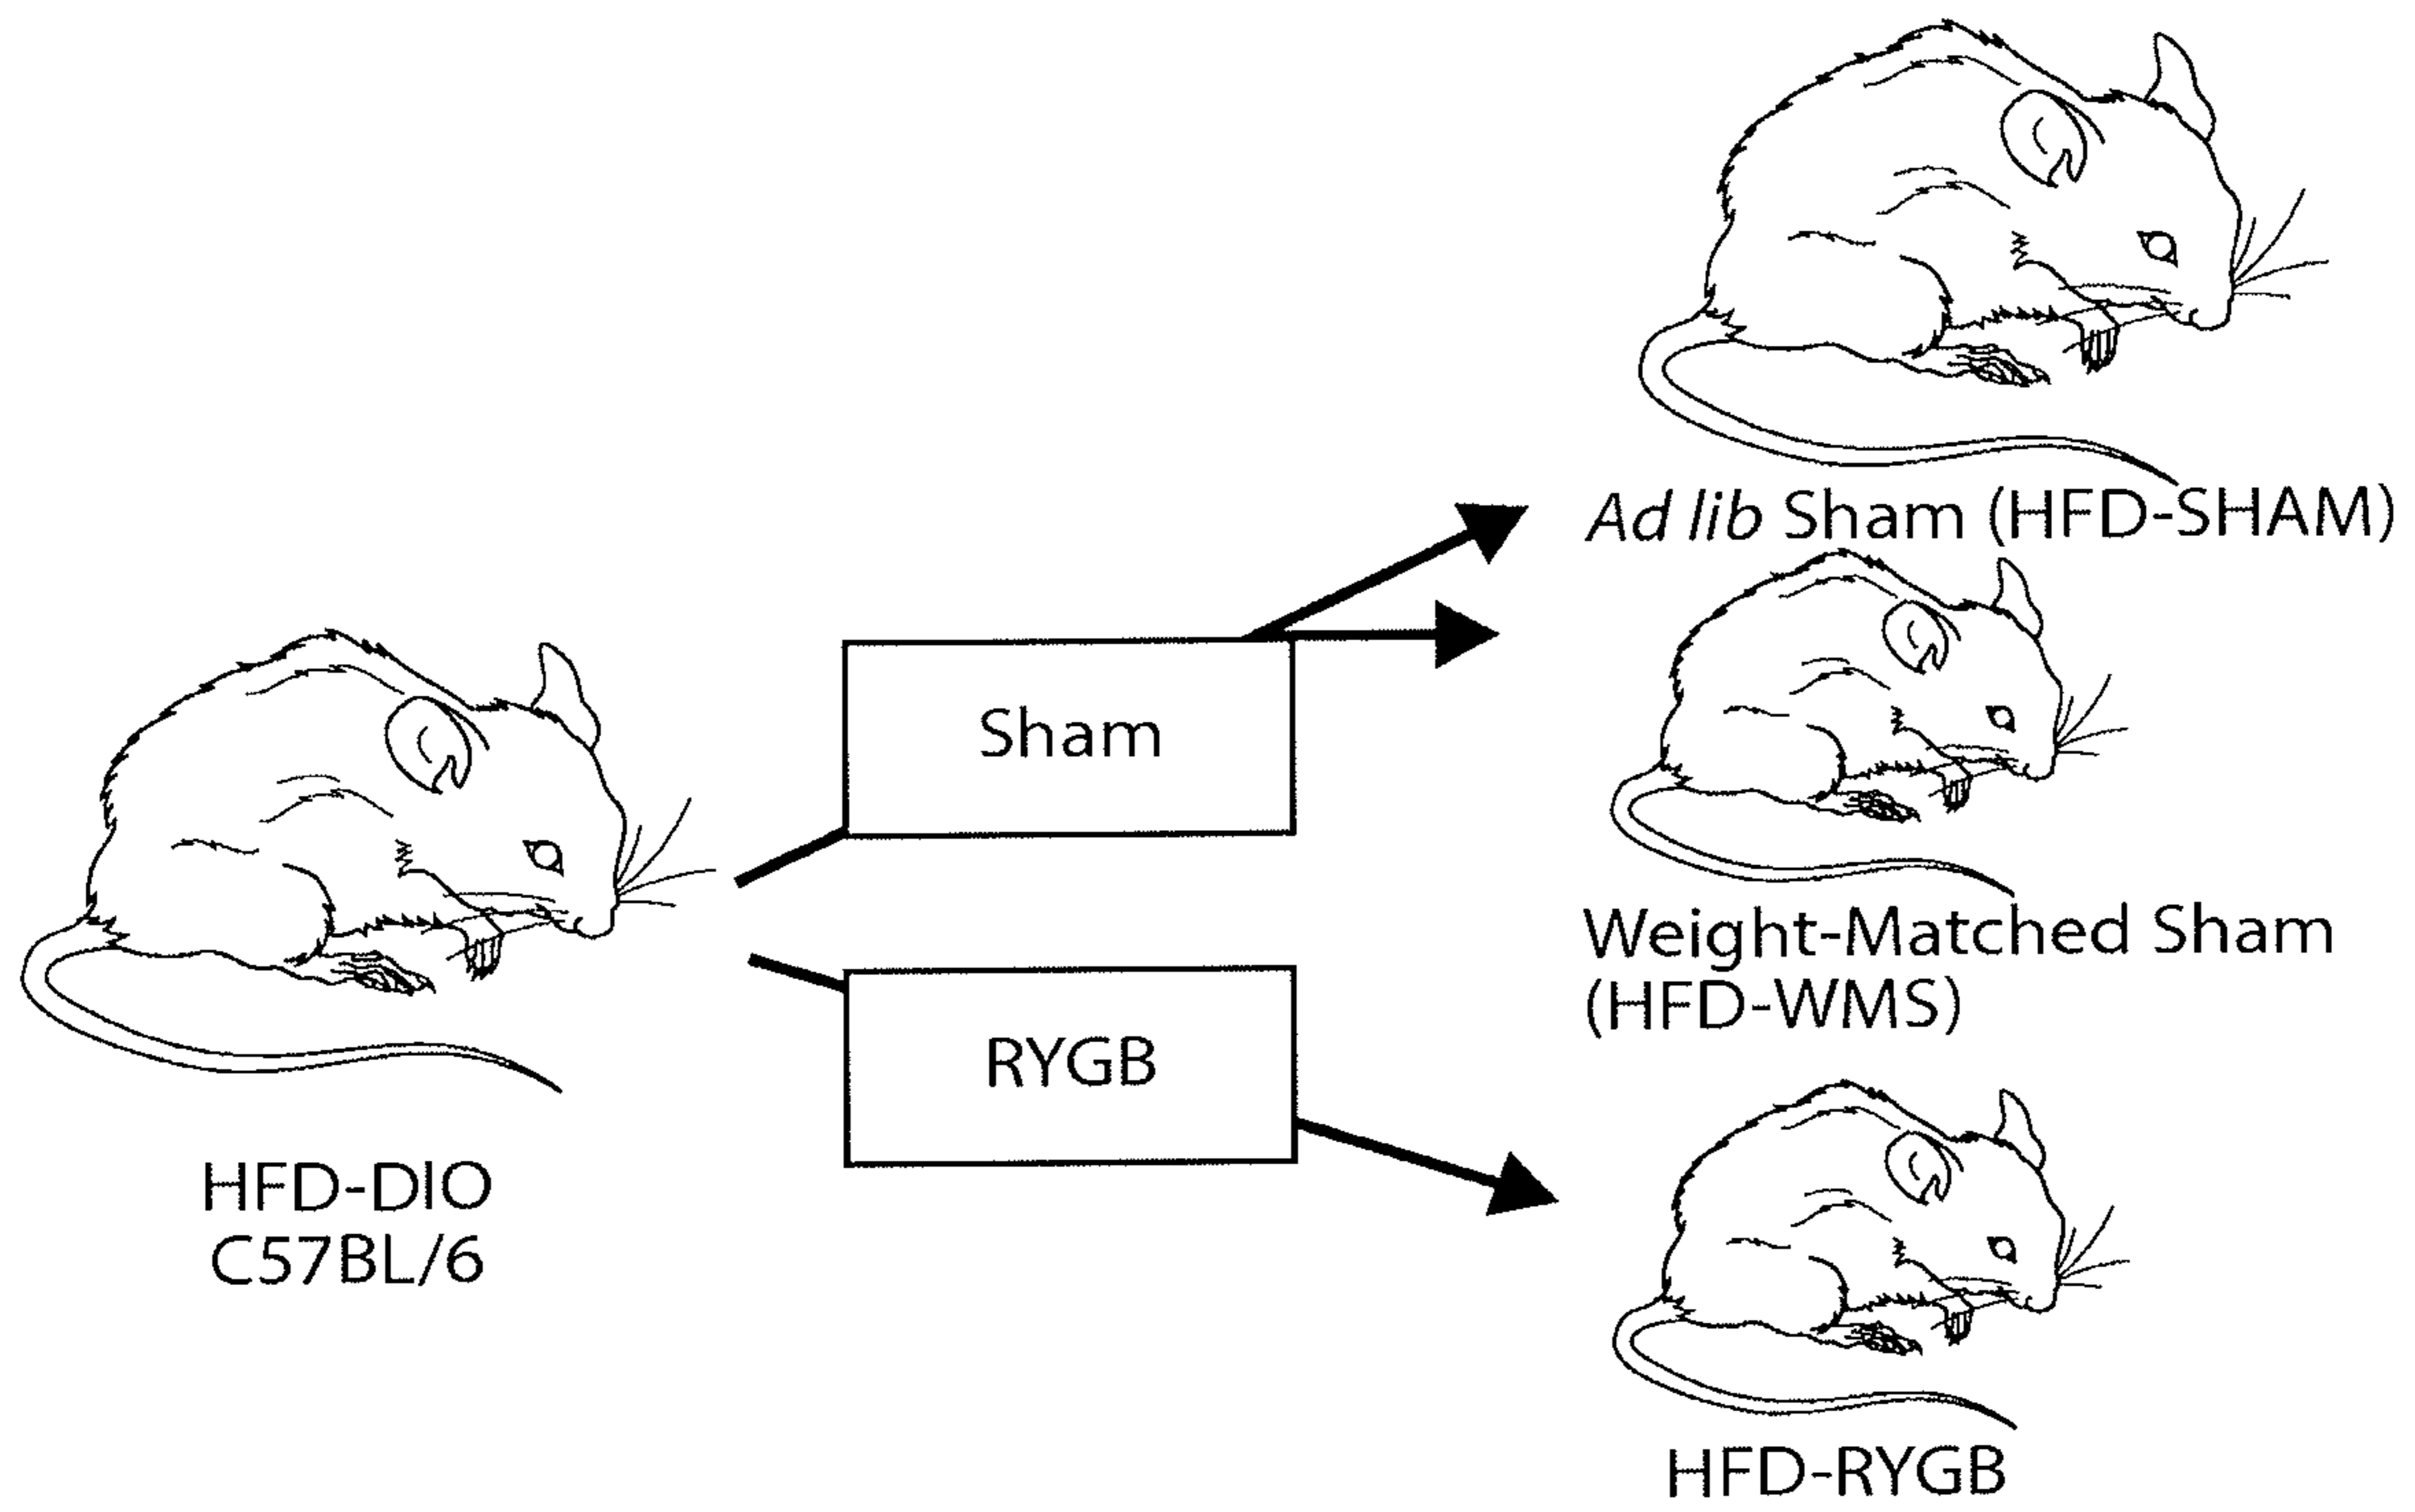 Ad lib Sham (HFD-SHAM)
Sham
Weight-Matched Sham
(HFD-WMS)
RYGB
HFD-DIO
C57BL/6
HFD-RYGB